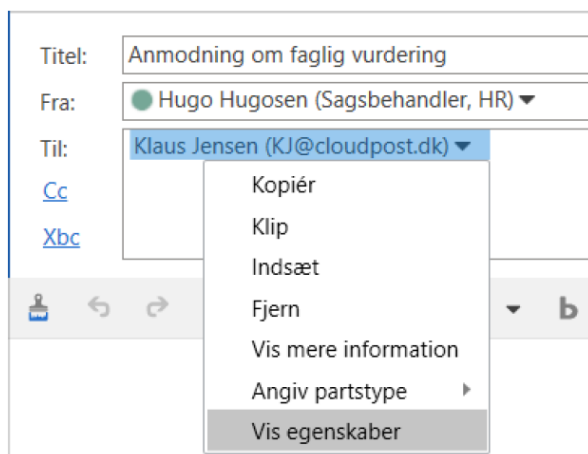 Titel: Anmodning om faglig vurdering
Fra: Hugo Hugosen (Sagsbehandler, HR)
Til: Klaus Jensen (KJ@cloudpost.dk)
Cc
Xbc
Kopiér
Klip
Indsæt
Fjern
Vis mere information
Angiv partstype
Vis egenskaber
b